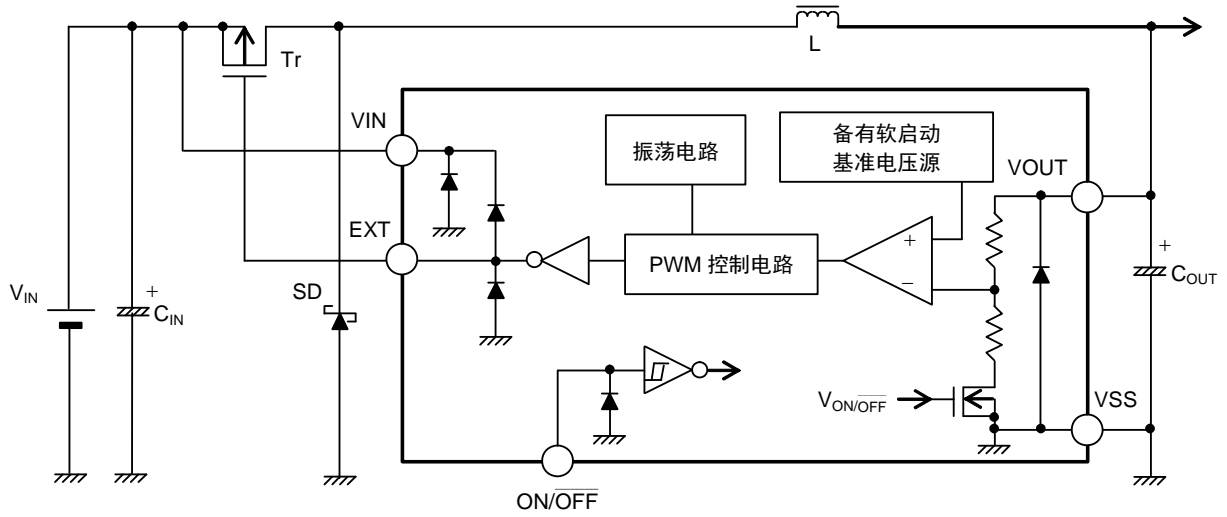 L
Tr
VIN
振荡电路
备有软启动
基准电压源
VOUT
EXT
+
PWM 控制电路
−
+
COUT
VIN
+
CIN
SD
VON/OFF
VSS
ON/OFF